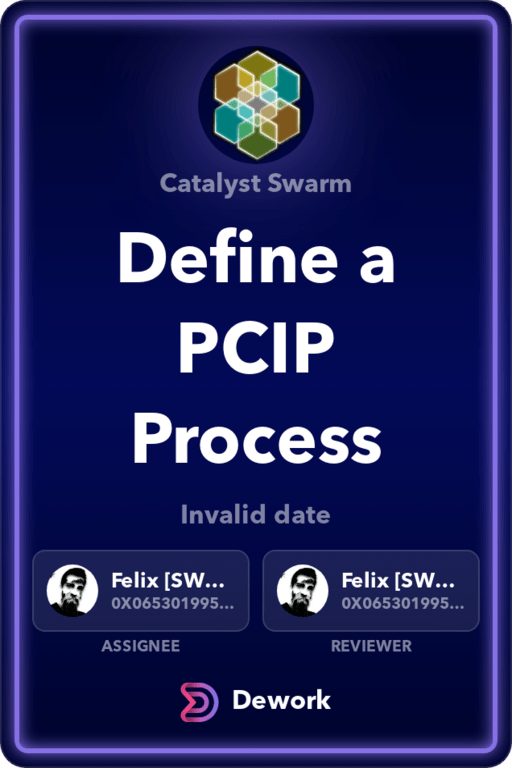 Catalyst Swarm
Define a
PCIP
Process
Invalid date
Felix [SW... Felix [SW...
0X065301995... 0X065301995...
ASSIGNEE REVIEWER
Dework